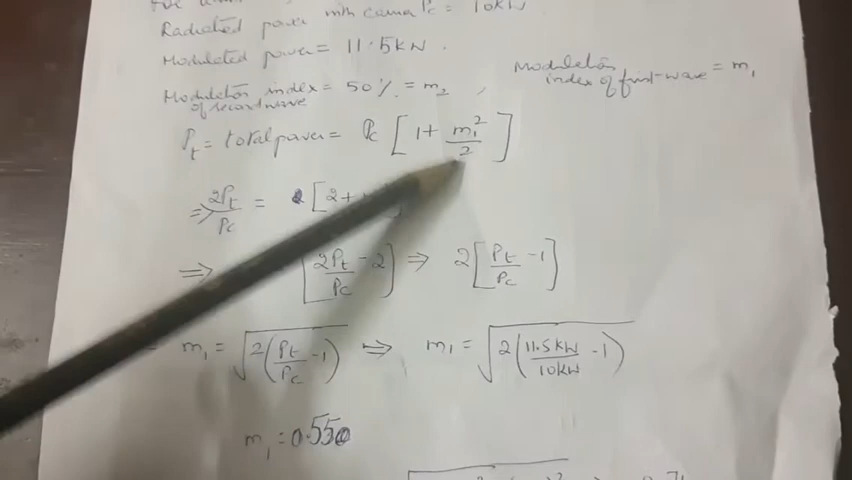 Radiated power with carrier Pc = 10kW
Modulated power = 11.5kW .
Modulation index = 50% = m₂ ,
of second wave
Modulation
index of first-wave = m₁
Pt = total power = Pc [1+ m₁²/2]
⇒ 2Pt/Pc = [2+
⇒ [2Pt/Pc - 2] ⇒ 2[Pt/Pc - 1]
m₁ = √(2(Pt/Pc - 1)) ⇒ m₁ = √(2(11.5kW/10kW - 1))
m₁ = 0.550